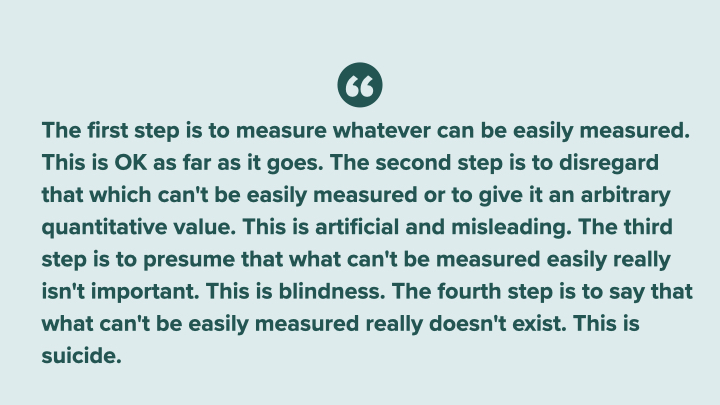 The first step is to measure whatever can be easily measured.
This is OK as far as it goes. The second step is to disregard
that which can't be easily measured or to give it an arbitrary
quantitative value. This is artificial and misleading. The third
step is to presume that what can't be measured easily really
isn't important. This is blindness. The fourth step is to say that
what can't be easily measured really doesn't exist. This is
suicide.